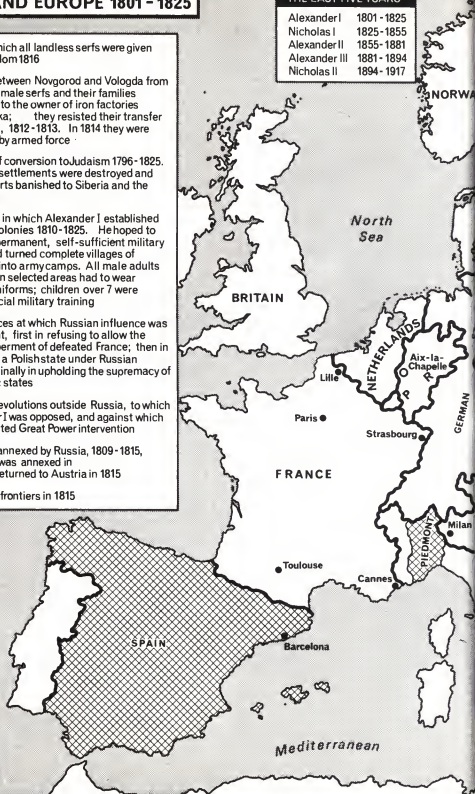 AND EUROPE 1801-1825
THE LAST FIVE TSARS
Alexander I 1801-1825
Nicholas I 1825-1855
Alexander II 1855-1881
Alexander III 1881-1894
Nicholas II 1894-1917
hich all landless serfs were given
dom 1816
etween Novgorod and Vologda from
male serfs and their families
to the owner of iron factories
ka; they resisted their transfer
, 1812-1813. In 1814 they were
by armed force
f conversion to Judaism 1796-1825.
settlements were destroyed and
rts banished to Siberia and the
in which Alexander I established
olonies 1810-1825. He hoped to
ermanent, self-sufficient military
d turned complete villages of
into army camps. All male adults
n selected areas had to wear
iforms; children over 7 were
cial military training
ces at which Russian influence was
t, first in refusing to allow the
perment of defeated France; then in
a Polish state under Russian
inally in upholding the supremacy of
c states
evolutions outside Russia, to which
r I was opposed, and against which
ted Great Power intervention
annexed by Russia, 1809-1815,
was annexed in
eturned to Austria in 1815
frontiers in 1815
NORWA
North
Sea
BRITAIN
NETHERLANDS
Aix-la-
Chapelle
P R
Lille
GERMAN
Paris
Strasbourg
FRANCE
PIEDMONT
Milan
Toulouse
Cannes
SPAIN
Barcelona
Mediterranean